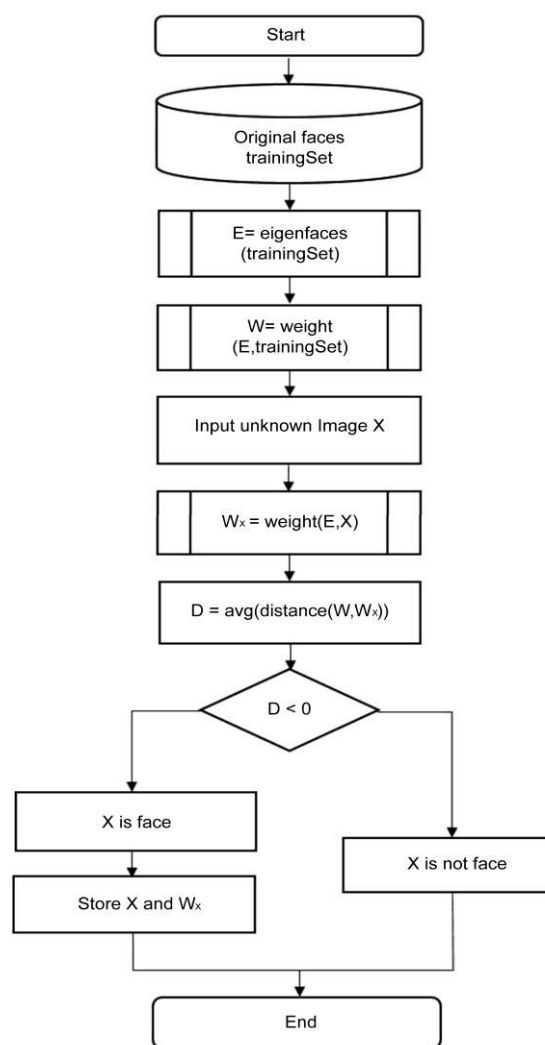 Start
Original faces
trainingSet
E= eigenfaces
(trainingSet)
W= weight
(E,trainingSet)
Input unknown Image X
Wₓ = weight(E,X)
D = avg(distance(W,Wₓ))
D < 0
X is face
X is not face
Store X and Wₓ
End